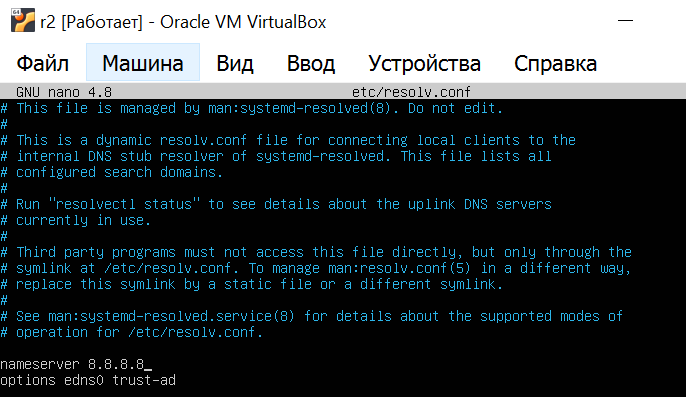 r2 [Работает] - Oracle VM VirtualBox
Файл Машина Вид Ввод Устройства Справка
GNU nano 4.8 etc/resolv.conf
# This file is managed by man:systemd-resolved(8). Do not edit.
#
# This is a dynamic resolv.conf file for connecting local clients to the
# internal DNS stub resolver of systemd-resolved. This file lists all
# configured search domains.
#
# Run "resolvectl status" to see details about the uplink DNS servers
# currently in use.
#
# Third party programs must not access this file directly, but only through the
# symlink at /etc/resolv.conf. To manage man:resolv.conf(5) in a different way,
# replace this symlink by a static file or a different symlink.
#
# See man:systemd-resolved.service(8) for details about the supported modes of
# operation for /etc/resolv.conf.
nameserver 8.8.8.8_
options edns0 trust-ad